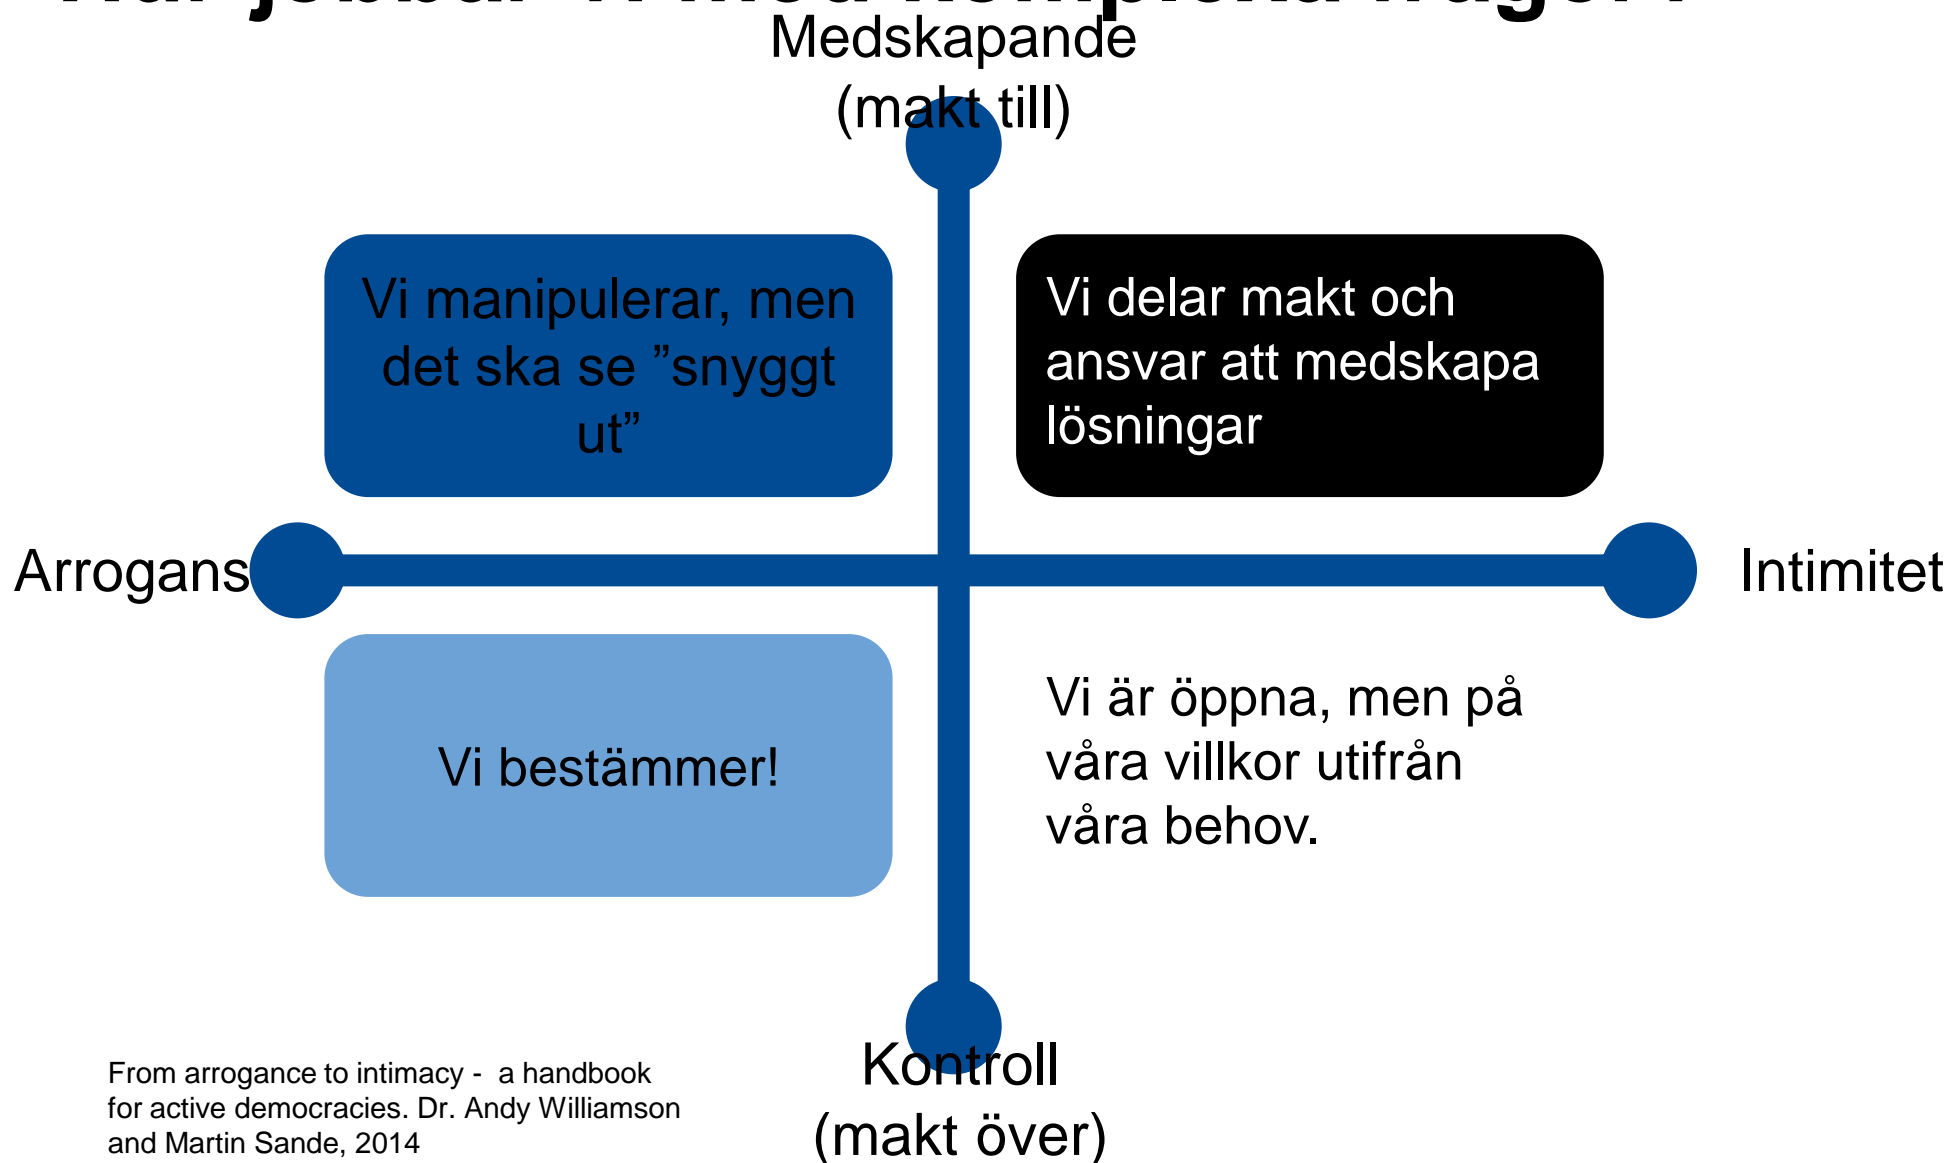 Medskapande
(makt till)
Vi manipulerar, men
det ska se ”snyggt
ut”
Vi delar makt och
ansvar att medskapa
lösningar
Arrogans
Intimitet
Vi bestämmer!
Vi är öppna, men på
våra villkor utifrån
våra behov.
Kontroll
(makt över)
From arrogance to intimacy - a handbook
for active democracies. Dr. Andy Williamson
and Martin Sande, 2014